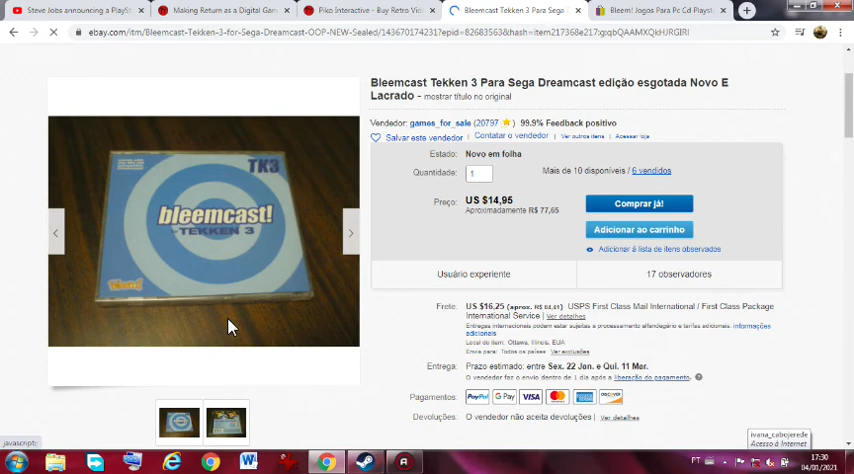 Steve Jobs announcing a PlaySt
Making Return as a Digital Gam
Piko Interactive - Buy Retro Vid
Bleemcast Tekken 3 Para Sega D
Bleem! Jogos Para Pc Cd Playst
ebay.com/itm/Bleemcast-Tekken-3-for-Sega-Dreamcast-OOP-NEW-Sealed/143670174231?epid=82683563&hash=item217368e217:g:qbQAAMXQkHJRGIRI
Bleemcast Tekken 3 Para Sega Dreamcast edição esgotada Novo E
Lacrado - mostrar título no original
Vendedor: games_for_sale (20797 ) 99.9% Feedback positivo
Salvar este vendedor | Contatar o vendedor | Ver outros itens | Acessar loja
Estado: Novo em folha
Quantidade: 1 Mais de 10 disponíveis / 6 vendidos
Preço: US $14,95
Aproximadamente R$ 77,65
Comprar já!
Adicionar ao carrinho
Adicionar à lista de itens observados
Usuário experiente 17 observadores
Frete: US $16,25 (aprox. R$ 84,41) USPS First Class Mail International / First Class Package
International Service | Ver detalhes
Entregas internacionais podem estar sujeitas a processamento alfandegário e tarifas adicionais. informações
adicionais
Local do item: Ottawa, Illinois, EUA
Envia para: Todos os países | Ver exclusões
Entrega: Prazo estimado: entre Sex. 22 Jan. e Qui. 11 Mar.
O vendedor faz o envio dentro de 1 dia após a liberação do pagamento.
Pagamentos: PayPal G Pay VISA
DISCOVER
Devoluções: O vendedor não aceita devoluções | Ver detalhes
TK3
bleemcast!
TEKKEN 3
bleem!
javascript:
ivana_cabojerede
Acesso à Internet
PT
17:30
04/01/2021